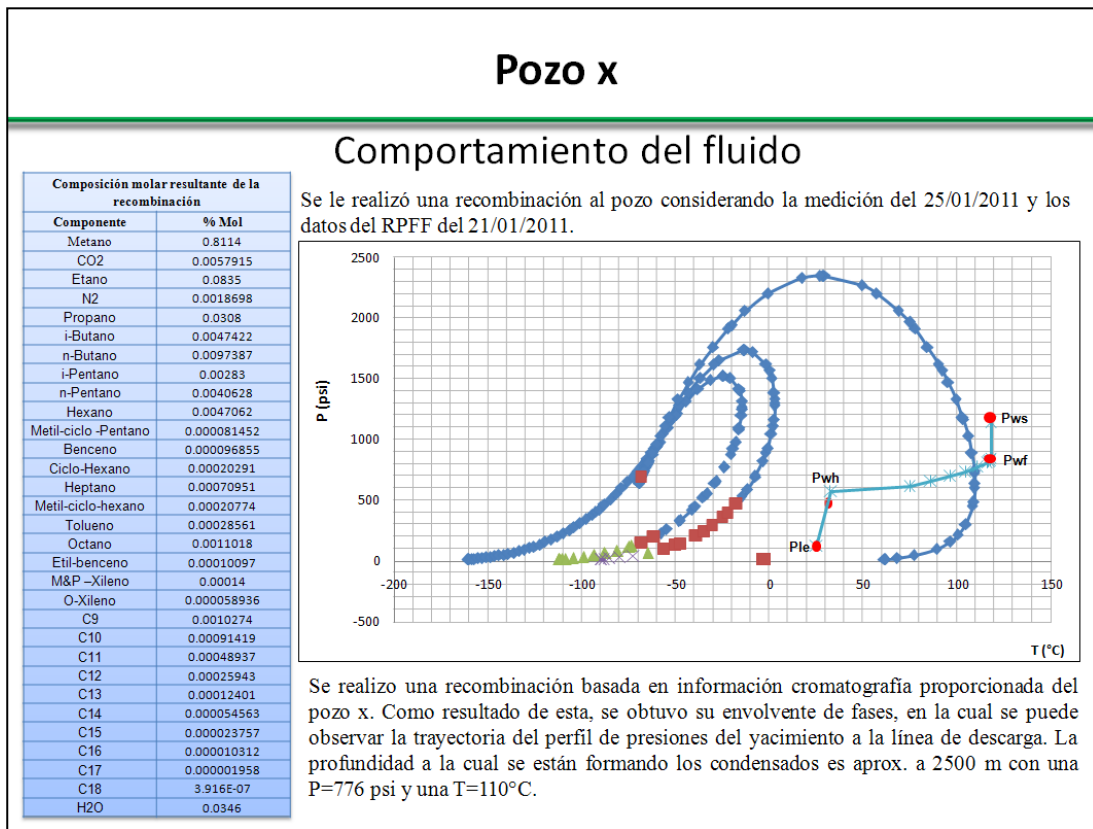 Pozo x
Comportamiento del fluido
Composición molar resultante de la
recombinación
Componente % Mol
Metano 0.8114
CO2 0.0057915
Etano 0.0835
N2 0.0018698
Propano 0.0308
i-Butano 0.0047422
n-Butano 0.0097387
i-Pentano 0.00283
n-Pentano 0.0040628
Hexano 0.0047062
Metil-ciclo -Pentano 0.000081452
Benceno 0.000096855
Ciclo-Hexano 0.00020291
Heptano 0.00070951
Metil-ciclo-hexano 0.00020774
Tolueno 0.00028561
Octano 0.0011018
Etil-benceno 0.00010097
M&P –Xileno 0.00014
O-Xileno 0.000058936
C9 0.0010274
C10 0.00091419
C11 0.00048937
C12 0.00025943
C13 0.00012401
C14 0.000054563
C15 0.000023757
C16 0.000010312
C17 0.000001958
C18 3.916E-07
H2O 0.0346
Se le realizó una recombinación al pozo considerando la medición del 25/01/2011 y los
datos del RPFF del 21/01/2011.
2500
2000
1500
1000
500
0
-500
P (psi)
-200 -150 -100 -50 0 50 100 150
T (°C)
Pws
Pwf
Pwh
Ple
Se realizo una recombinación basada en información cromatografía proporcionada del
pozo x. Como resultado de esta, se obtuvo su envolvente de fases, en la cual se puede
observar la trayectoria del perfil de presiones del yacimiento a la línea de descarga. La
profundidad a la cual se están formando los condensados es aprox. a 2500 m con una
P=776 psi y una T=110°C.